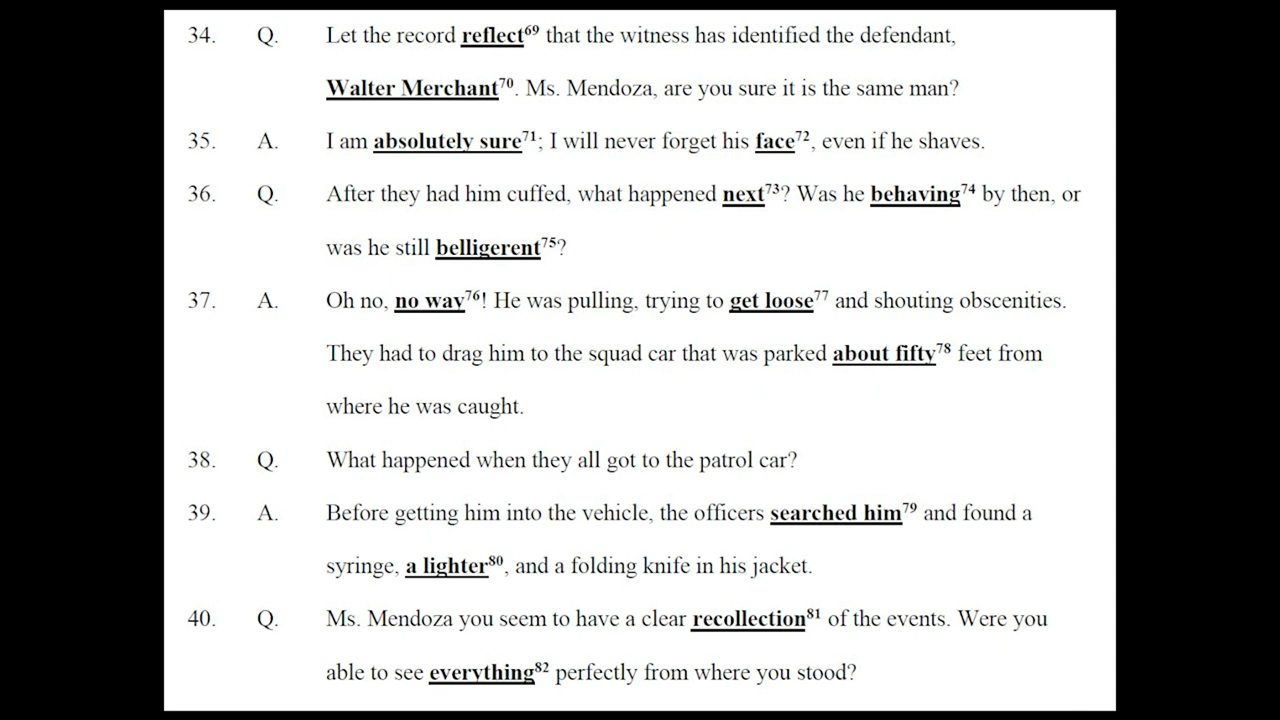 34. Q. Let the record reflect⁶⁹ that the witness has identified the defendant,
Walter Merchant⁷⁰. Ms. Mendoza, are you sure it is the same man?
35. A. I am absolutely sure⁷¹; I will never forget his face⁷², even if he shaves.
36. Q. After they had him cuffed, what happened next⁷³? Was he behaving⁷⁴ by then, or
was he still belligerent⁷⁵?
37. A. Oh no, no way⁷⁶! He was pulling, trying to get loose⁷⁷ and shouting obscenities.
They had to drag him to the squad car that was parked about fifty⁷⁸ feet from
where he was caught.
38. Q. What happened when they all got to the patrol car?
39. A. Before getting him into the vehicle, the officers searched him⁷⁹ and found a
syringe, a lighter⁸⁰, and a folding knife in his jacket.
40. Q. Ms. Mendoza you seem to have a clear recollection⁸¹ of the events. Were you
able to see everything⁸² perfectly from where you stood?